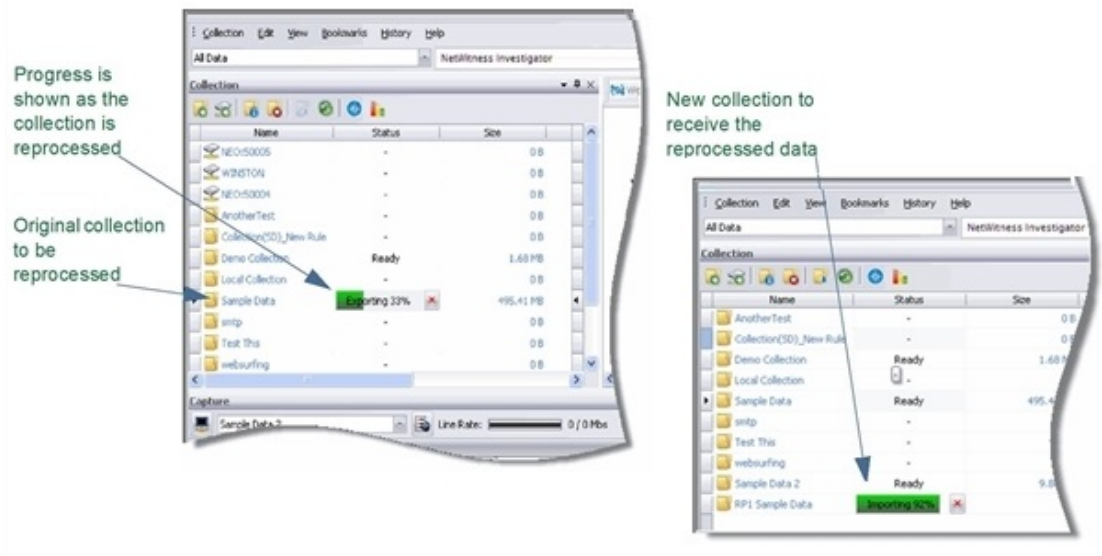 Progress is
shown as the
collection is
reprocessed
Original collection
to be
reprocessed
Collection Edit View Bookmarks History Help
All Data NetWitness Investigator
Collection
Name Status Size
NEO:50005 - 0 B
WINSTON - 0 B
NEO:50004 - 0 B
AnotherTest - 0 B
Collection(SD)_New Rule - 0 B
Demo Collection Ready 1.68 MB
Local Collection - 0 B
Sample Data Exporting 33% 495.41 MB
smtp - 0 B
Test This - 0 B
websurfing - 0 B
Capture
Sample Data 2 Line Rate: 0 / 0 Mbs
New collection to
receive the
reprocessed data
Collection Edit View Bookmarks History Help
All Data NetWitness Investigator
Collection
Name Status Size
AnotherTest - 0 B
Collection(SD)_New Rule - 0
Demo Collection Ready 1.68
Local Collection -
Sample Data Ready 495.4
smtp -
Test This -
websurfing -
Sample Data 2 Ready 9.8
RP1 Sample Data Importing 92%